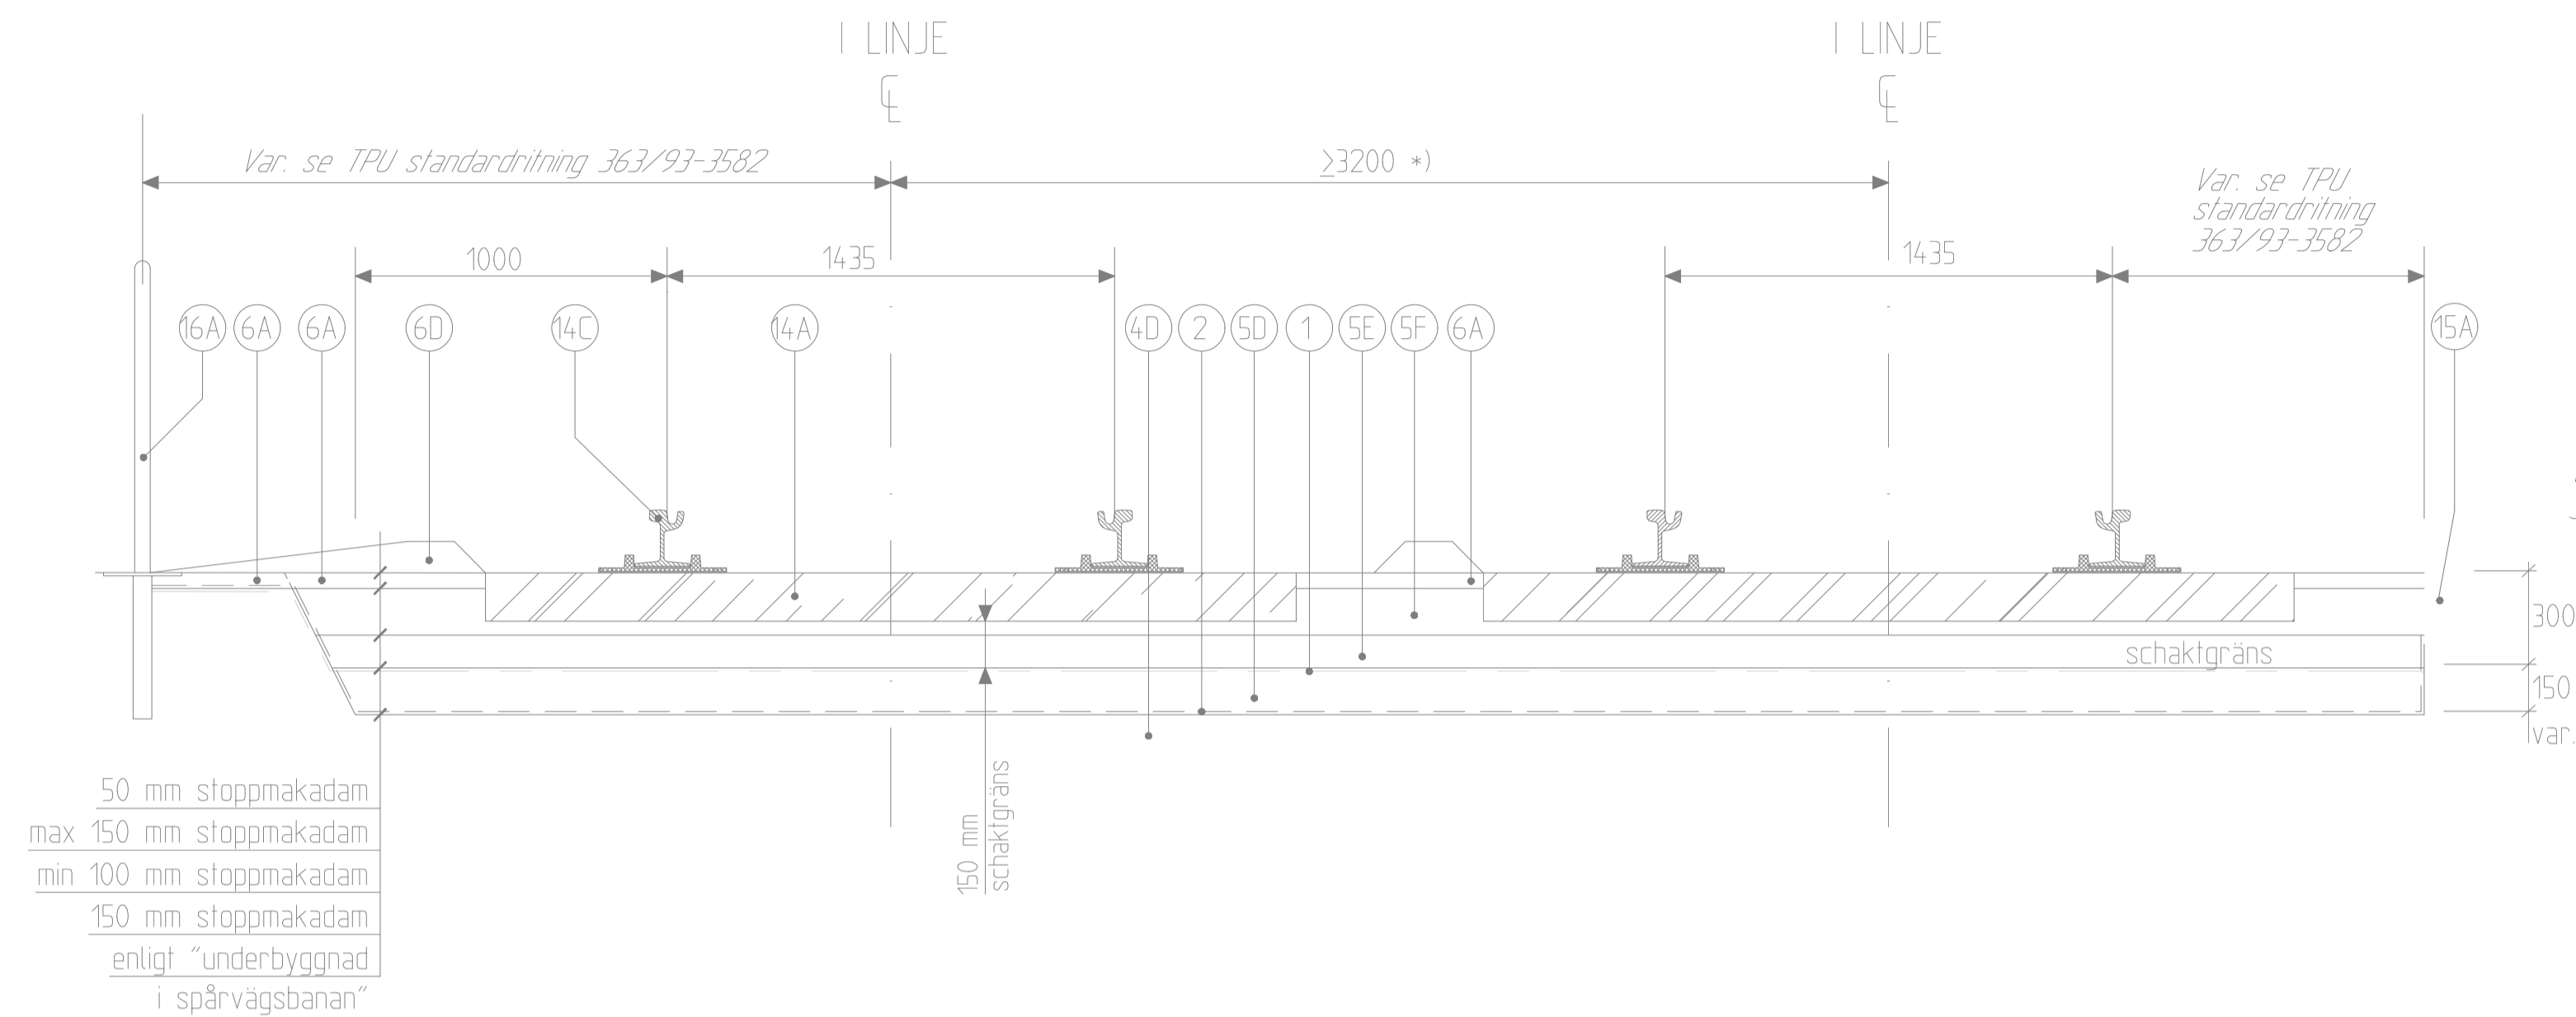 I LINJE
I LINJE
Var. se TPU standardritning 363/93-3582
≥3200 *)
Var. se TPU
standardritning
363/93-3582
1000
1435
1435
16A
6A
6A
6D
14C
14A
4D
2
5D
1
5E
5F
6A
15A
300
schaktgräns
150
var.
50 mm stoppmakadam
max 150 mm stoppmakadam
min 100 mm stoppmakadam
150 mm stoppmakadam
enligt "underbyggnad
i spårvägsbanan"
150 mm
schaktgräns